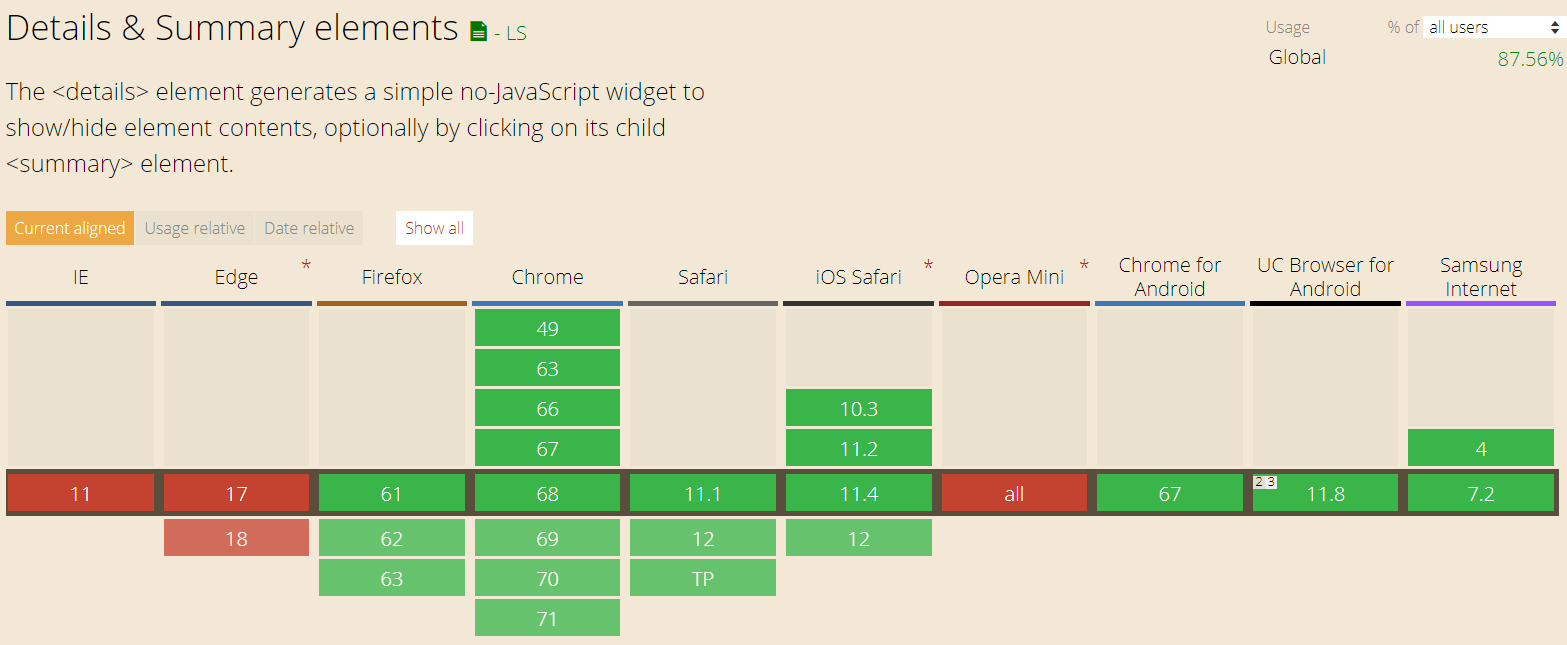 Details & Summary elements - LS
Usage % of all users
Global 87.56%
The <details> element generates a simple no-JavaScript widget to
show/hide element contents, optionally by clicking on its child
<summary> element.
Current aligned Usage relative Date relative Show all
IE Edge * Firefox Chrome Safari iOS Safari * Opera Mini * Chrome for Android UC Browser for Android Samsung Internet
49
63
66 10.3
67 11.2 4
11 17 61 68 11.1 11.4 all 67 2 3 11.8 7.2
18 62 69 12 12
63 70 TP
71